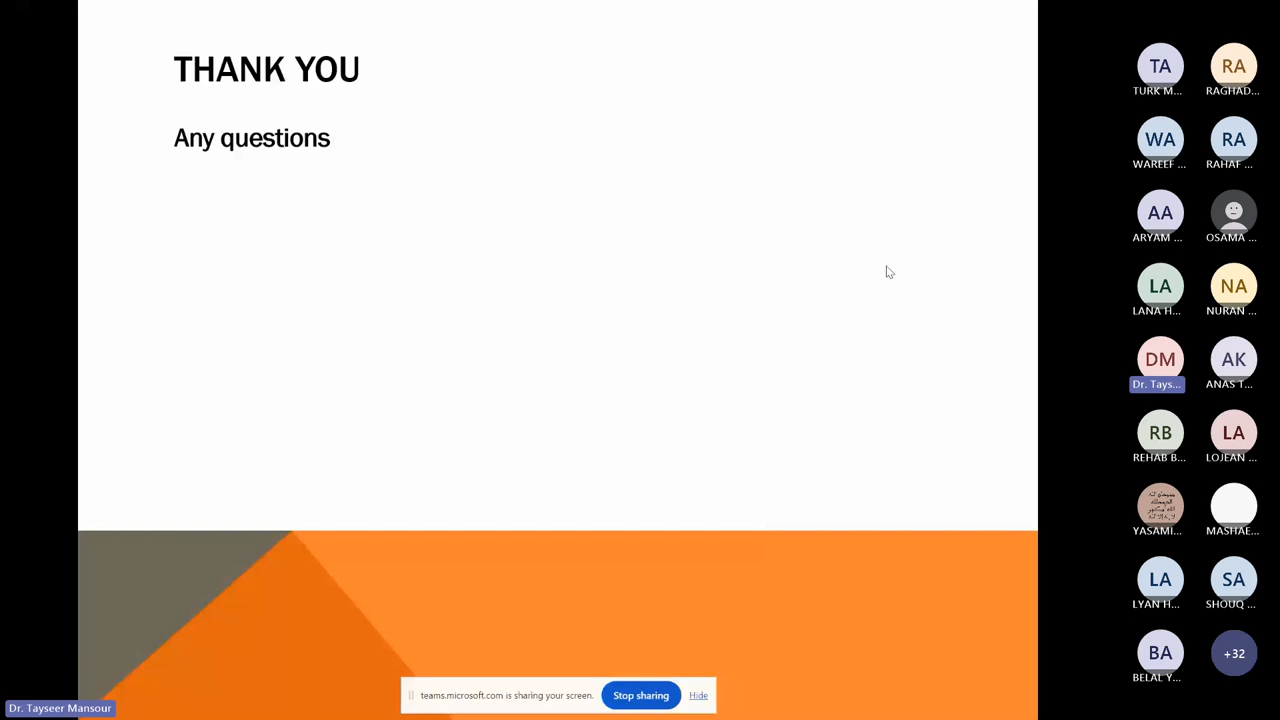 THANK YOU
Any questions
TA
TURK M...
RA
RAGHAD...
WA
WAREEF ...
RA
RAHAF ...
AA
ARYAM ...
OSAMA ...
LA
LANA H...
NA
NURAN ...
DM
Dr. Tays...
AK
ANAS T...
RB
REHAB B...
LA
LOJEAN ...
YASAMI...
MASHAE...
LA
LYAN H...
SA
SHOUQ ...
BA
BELAL Y...
+32
teams.microsoft.com is sharing your screen.
Stop sharing
Hide
Dr. Tayseer Mansour